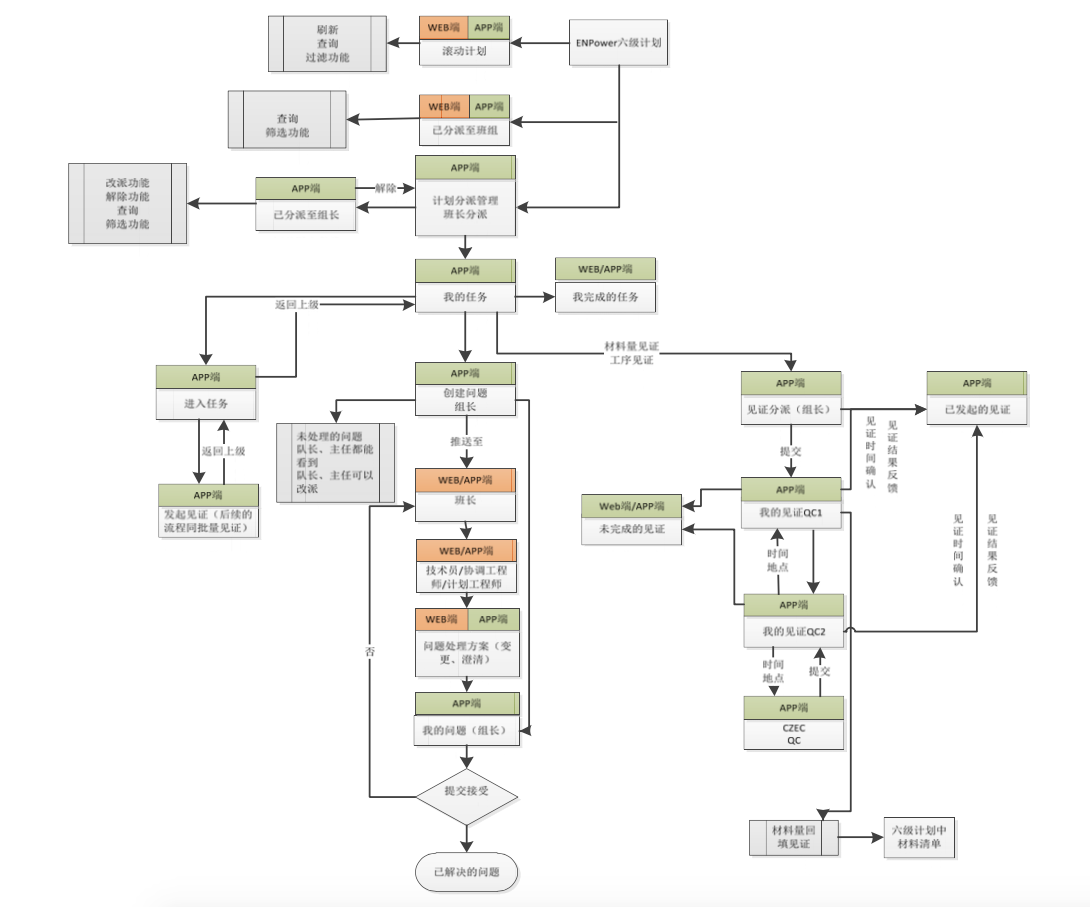 刷新
查询
过滤功能
WEB端 APP端
滚动计划
ENPower六级计划
查询
筛选功能
WEB端 APP端
已分派至班组
改派功能
解除功能
查询
筛选功能
APP端
已分派至组长
解除
APP端
计划分派管理
班长分派
APP端
我的任务
WEB/APP端
我完成的任务
返回上级
材料量见证
工序见证
APP端
进入任务
返回上级
APP端
发起见证（后续的
流程同批量见证）
APP端
创建问题
组长
未处理的问题
队长、主任都能
看到
队长、主任可以
改派
推送至
WEB/APP端
班长
WEB/APP端
技术员/协调工程
师/计划工程师
WEB端 APP端
问题处理方案（变
更、澄清）
APP端
我的问题（组长）
否
提交接受
已解决的问题
APP端
见证分派（组长）
APP端
已发起的见证
见证时间确认
见证结果反馈
提交
APP端
我的见证QC1
Web端/APP端
未完成的见证
时间
地点
见证时间确认
见证结果反馈
APP端
我的见证QC2
时间
地点
提交
APP端
CZEC
QC
材料量回
填见证
六级计划中
材料清单